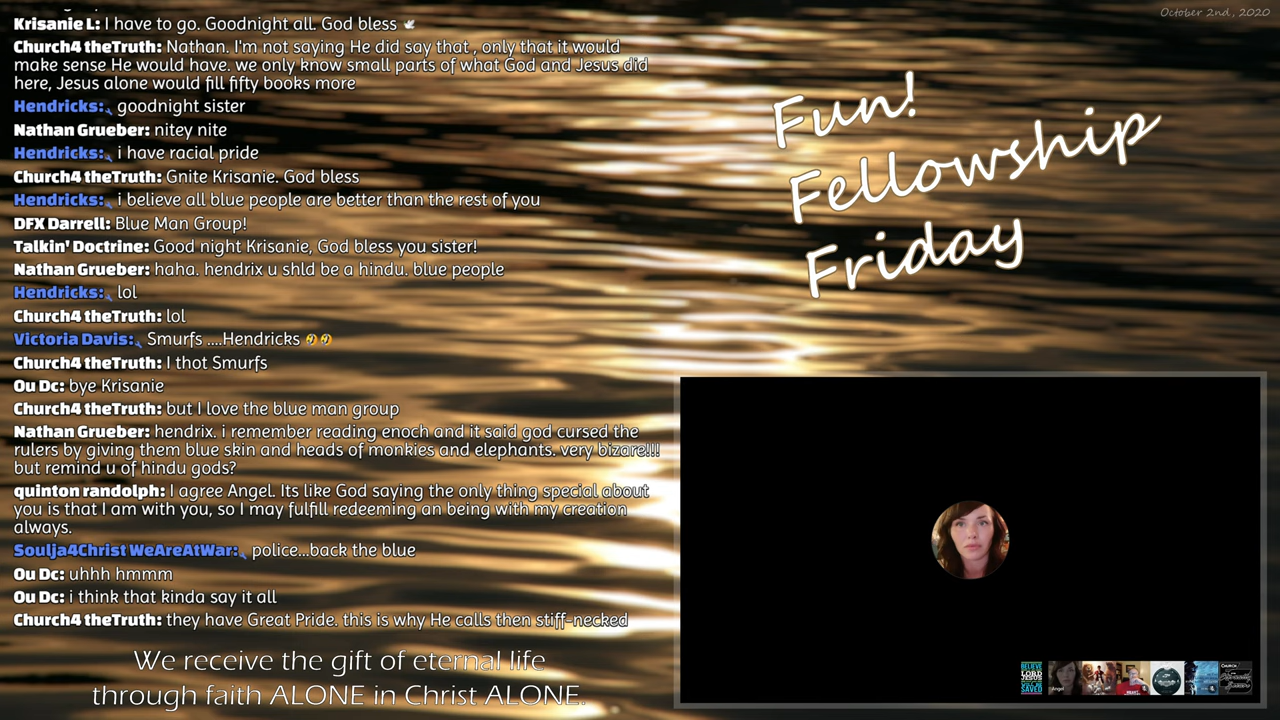 October 2nd, 2020
Krisanie L: I have to go. Goodnight all. God bless 🕊
Church4 theTruth: Nathan. I'm not saying He did say that , only that it would
make sense He would have. we only know small parts of what God and Jesus did
here, Jesus alone would fill fifty books more
Hendricks: goodnight sister
Nathan Grueber: nitey nite
Hendricks: i have racial pride
Church4 theTruth: Gnite Krisanie. God bless
Hendricks: i believe all blue people are better than the rest of you
DFX Darrell: Blue Man Group!
Talkin' Doctrine: Good night Krisanie, God bless you sister!
Nathan Grueber: haha. hendrix u shld be a hindu. blue people
Hendricks: lol
Church4 theTruth: lol
Victoria Davis: Smurfs ....Hendricks 🤣🤣
Church4 theTruth: I thot Smurfs
Ou Dc: bye Krisanie
Church4 theTruth: but I love the blue man group
Nathan Grueber: hendrix. i remember reading enoch and it said god cursed the
rulers by giving them blue skin and heads of monkies and elephants. very bizare!!!
but remind u of hindu gods?
quinton randolph: I agree Angel. Its like God saying the only thing special about
you is that I am with you, so I may fulfill redeeming an being with my creation
always.
Soulja4Christ WeAreAtWar: police...back the blue
Ou Dc: uhhh hmmm
Ou Dc: i think that kinda say it all
Church4 theTruth: they have Great Pride. this is why He calls then stiff-necked
We receive the gift of eternal life
through faith ALONE in Christ ALONE.
Fun!
Fellowship
Friday
BELIEVE
LORD
JESUS
SAVED
Angel